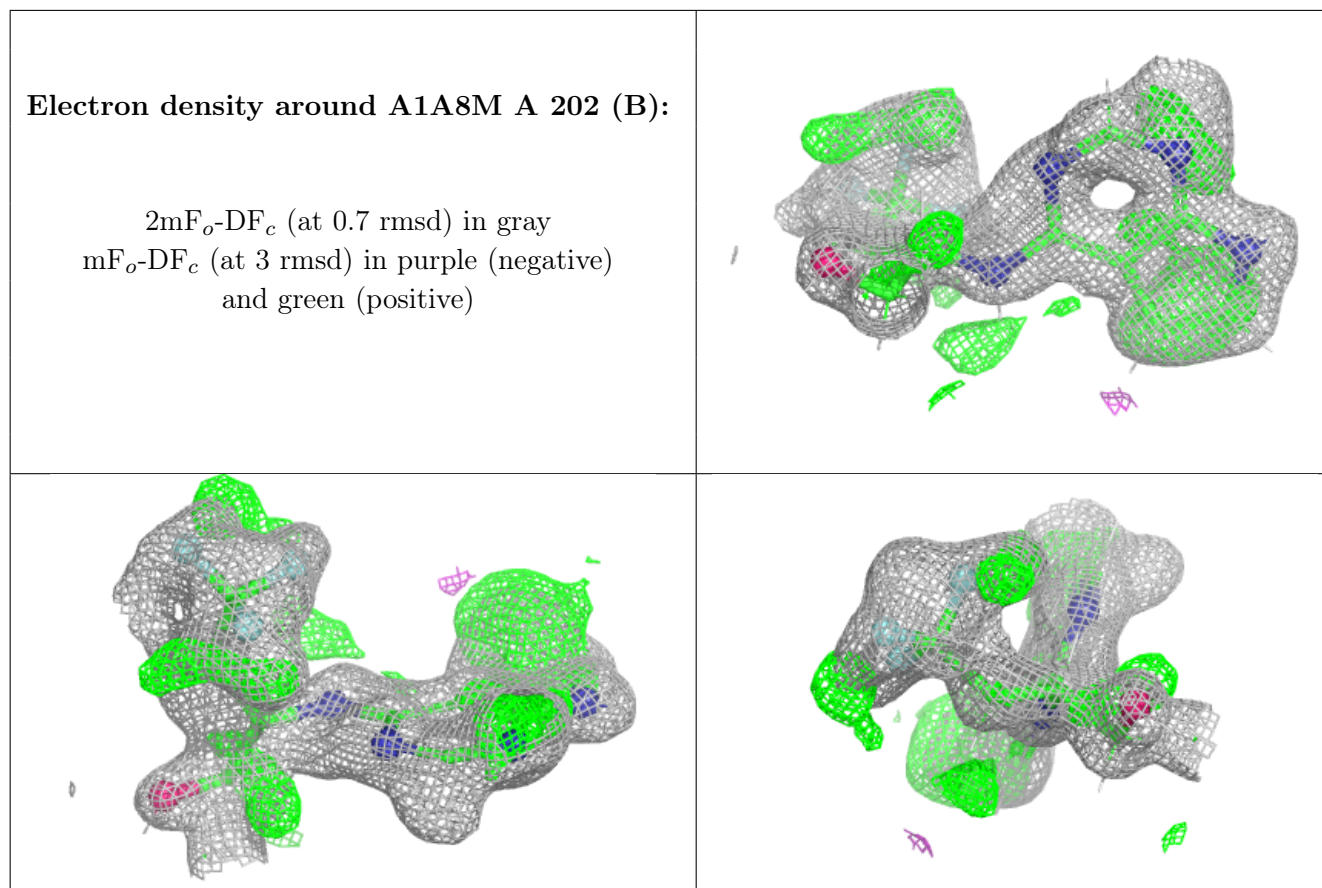 Electron density around A1A8M A 202 (B):
2mFₒ-DF𝒸 (at 0.7 rmsd) in gray
mFₒ-DF𝒸 (at 3 rmsd) in purple (negative)
and green (positive)